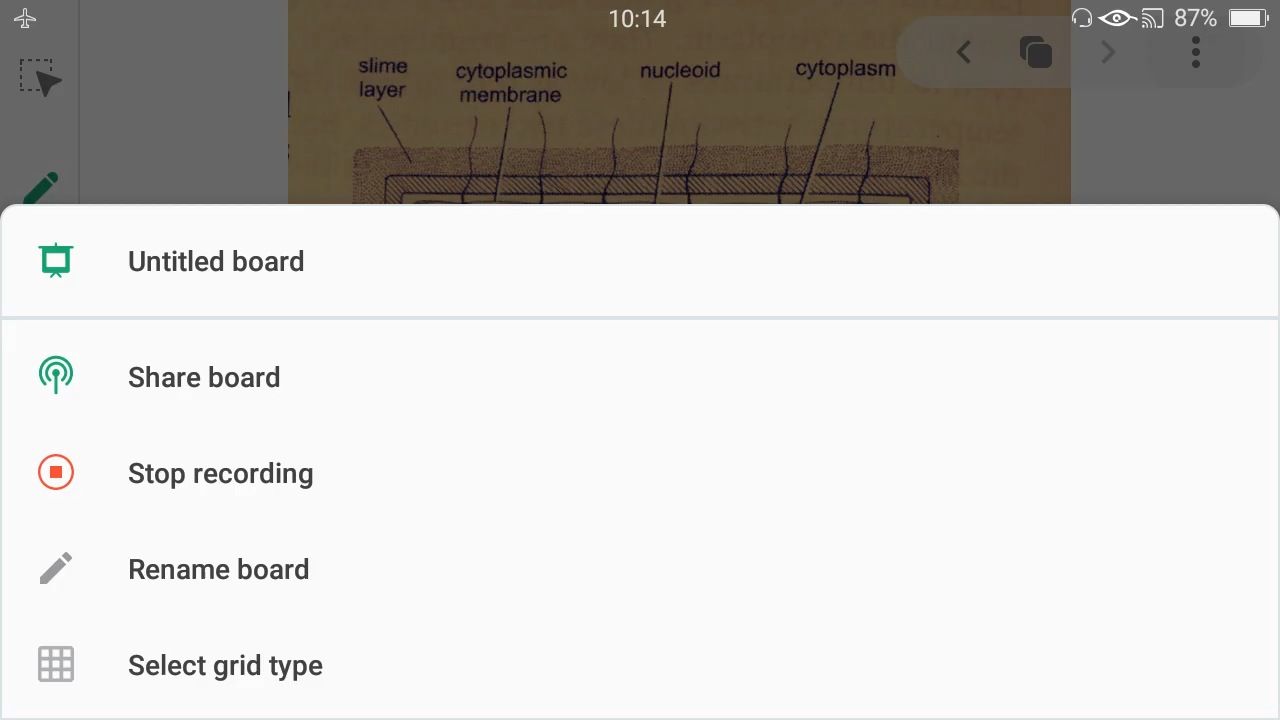 10:14
87%
slime
layer
cytoplasmic
membrane
nucleoid
cytoplasm
Untitled board
Share board
Stop recording
Rename board
Select grid type